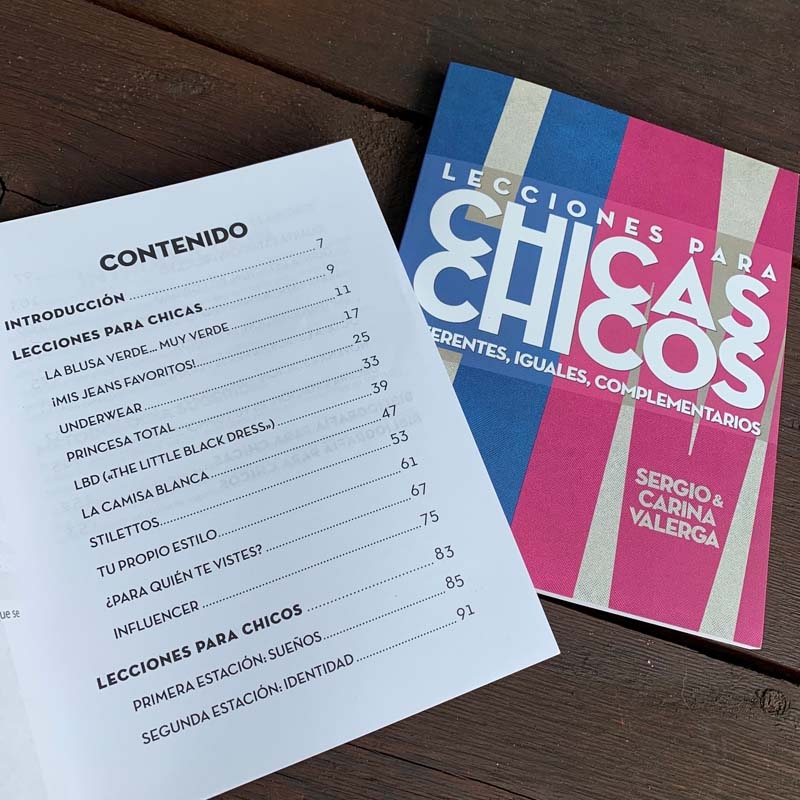 CONTENIDO
INTRODUCCIÓN ........ 7
LECCIONES PARA CHICAS ........ 9
LA BLUSA VERDE... MUY VERDE ........ 11
¡MIS JEANS FAVORITOS! ........ 17
UNDERWEAR ........ 25
PRINCESA TOTAL ........ 33
LBD («THE LITTLE BLACK DRESS») ........ 39
LA CAMISA BLANCA ........ 47
STILETTOS ........ 53
TU PROPIO ESTILO ........ 61
¿PARA QUIÉN TE VISTES? ........ 67
INFLUENCER ........ 75
LECCIONES PARA CHICOS ........ 83
PRIMERA ESTACIÓN: SUEÑOS ........ 85
SEGUNDA ESTACIÓN: IDENTIDAD ........ 91
ue se
LECCIONES PARA
CHICAS
CHICOS
ERENTES, IGUALES, COMPLEMENTARIOS
SERGIO &
CARINA
VALERGA